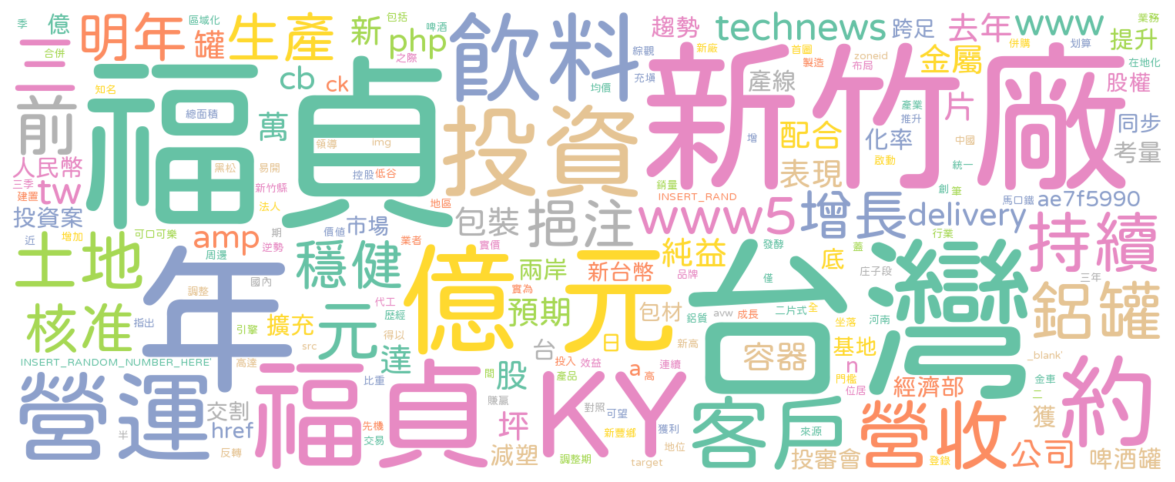 季 億 明年 區域化 罐 生產 啤酒 包括 新 php 飲料 趨勢 technews 跨足 去年 www 業務 提升
三 合併 之際 綜觀 新廠 首圖 金屬 zoneid 併購 划算 在地化
知名 福貞 cb ck 充填 均價 投資 新竹廠 產線 製造 布局 片 產業 推升 股權
前 總面積 萬 領導 img 配合 化率 中國 同步
人民幣 黑松 易開 控股 低谷 表現 啟動 統一 考量
三季 tw 建置 新竹縣 法人 地區 銷量 INSERT_RAND 增 創 筆 馬口鐵 ae7f5990
投資案 近 增加 可口可樂 amp 期 逆勢 價值 市場 業者 包裝 挹注 www5 增長 delivery 行業 持續
土地 周邊 年 國內 穩健 實價 億元 兩岸 新台幣 純益 品牌 發酵 底 蓋 台灣 庄子段 三年
核准 指出 調整 引擎 擴充 元 代工 歷經 實為 預期 包材 僅 鋁質 avw 成長 二片式 全 坐落 河南 鋁罐
INSERT_RANDOM_NUMBER_HERE' 高達 src 得以 達 台 日 新高 容器 基地 _blank'
營運 比重 間 股 投入 效益 a 高 連續 n 門檻 位居 經濟部 金車 二 約
交割 福貞 KY 產品 賺贏 對照 可望 客戶 營收 獲
href 先機 交易 坪 新豐鄉 獲利 來源
半 反轉 調整期 減塑 target 地位 投審會 登錄 公司 啤酒罐